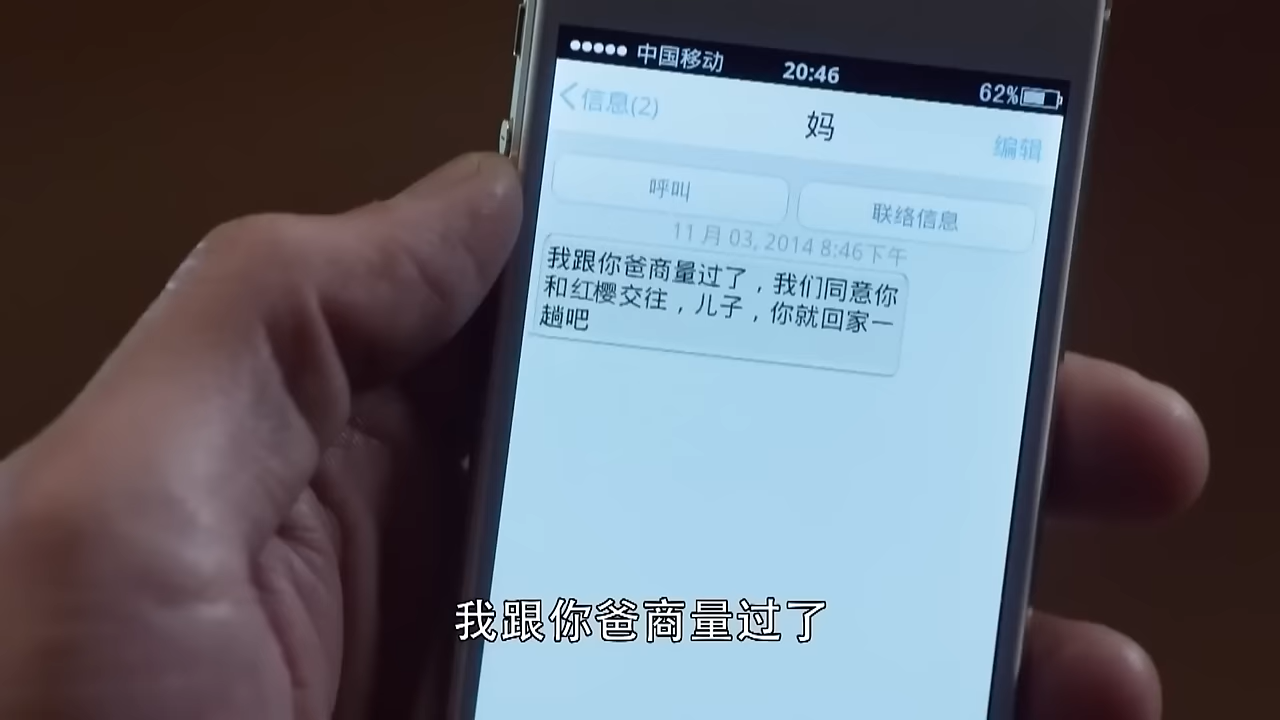 中国移动 20:46 62%
信息(2) 妈 编辑
呼叫 联络信息
11月 03, 2014 8:46下午
我跟你爸商量过了，我们同意你
和红樱交往，儿子，你就回家一
趟吧
我跟你爸商量过了